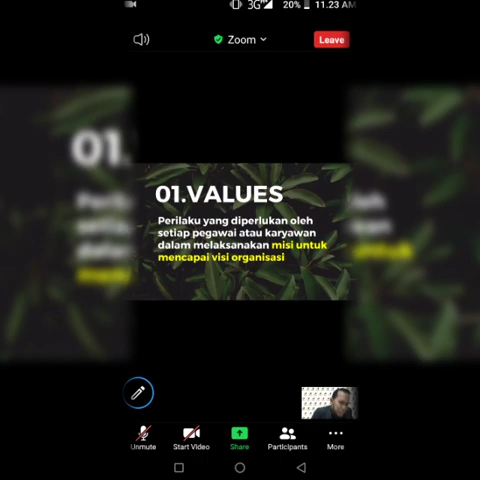 3G 20% 11.23 AM
Zoom Leave
01.VALUES
Perilaku yang diperlukan oleh
setiap pegawai atau karyawan
dalam melaksanakan misi untuk
mencapai visi organisasi
Unmute Start Video Share Participants More